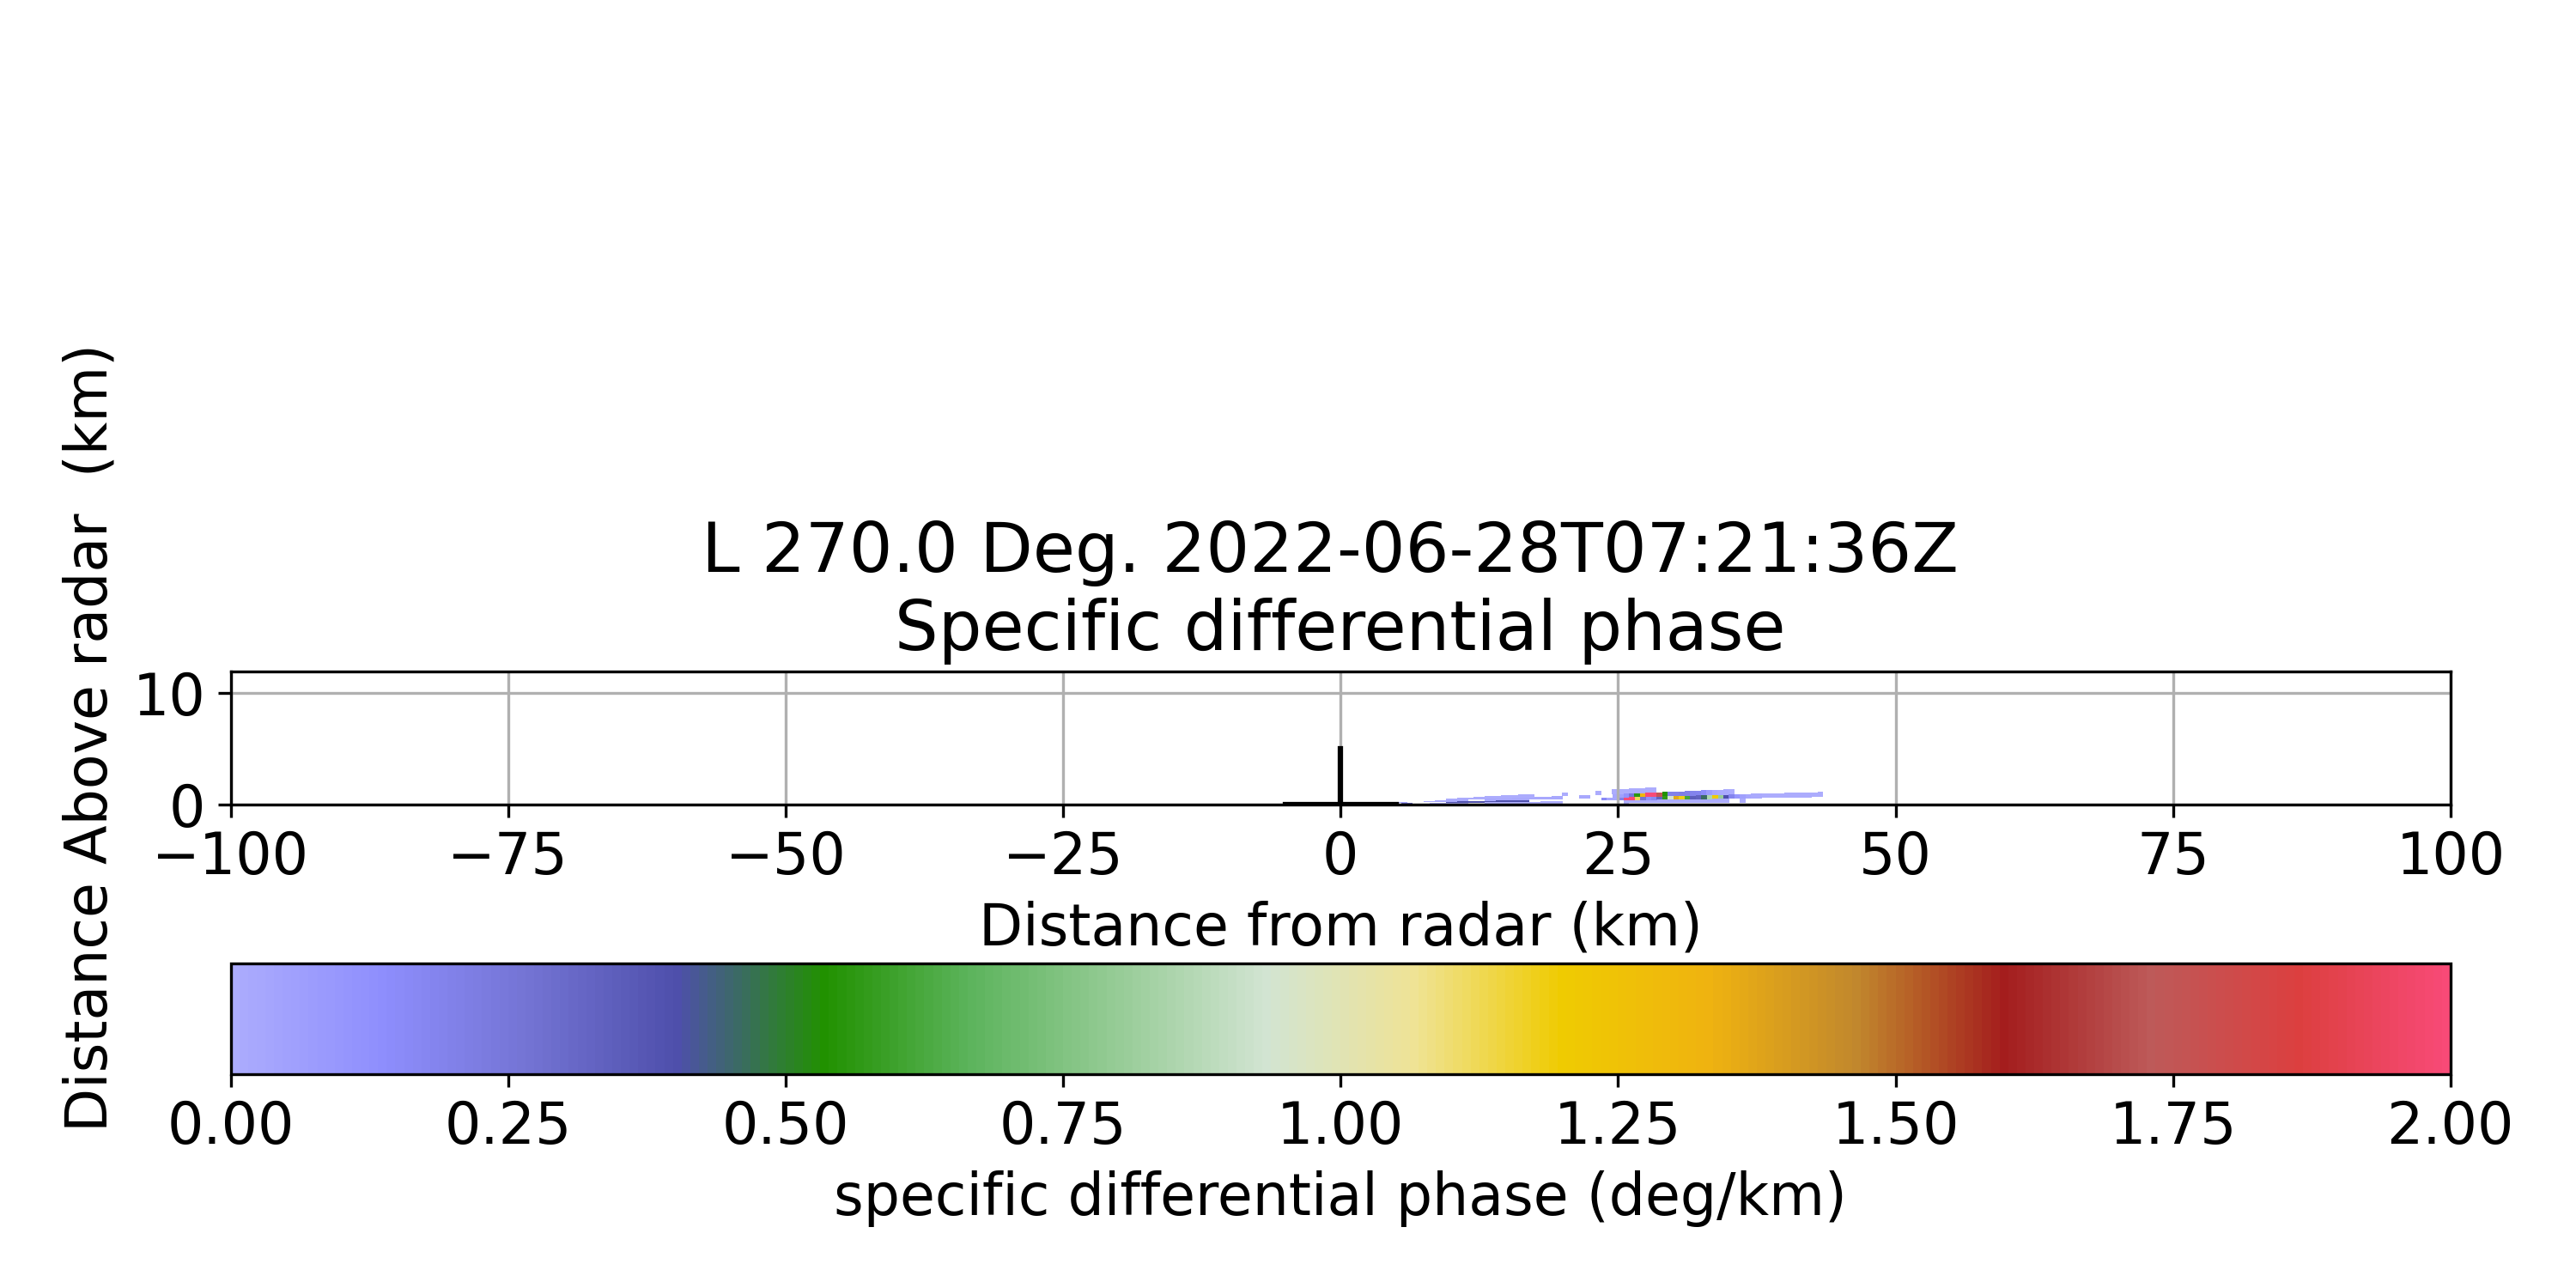 L 270.0 Deg. 2022-06-28T07:21:36Z
Specific differential phase
Distance Above radar  (km)
10
0
−100 −75 −50 −25 0 25 50 75 100
Distance from radar (km)
0.00 0.25 0.50 0.75 1.00 1.25 1.50 1.75 2.00
specific differential phase (deg/km)